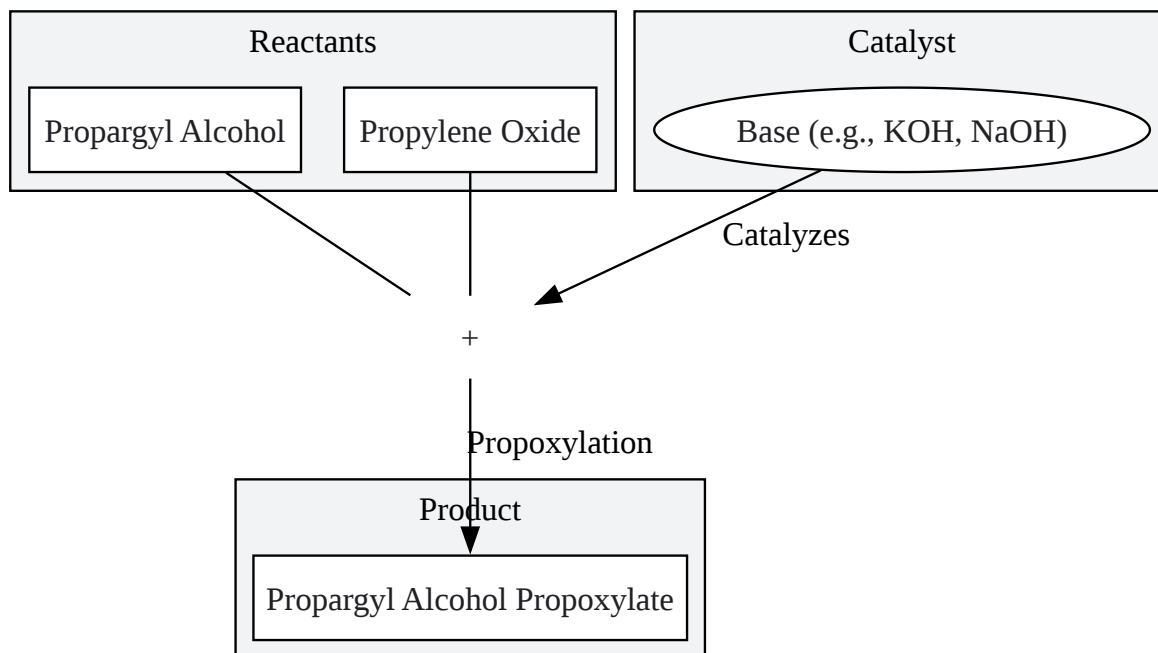 Reactants
Catalyst
Propargyl Alcohol
Propylene Oxide
Base (e.g., KOH, NaOH)
Catalyzes
+
Propoxylation
Product
Propargyl Alcohol Propoxylate